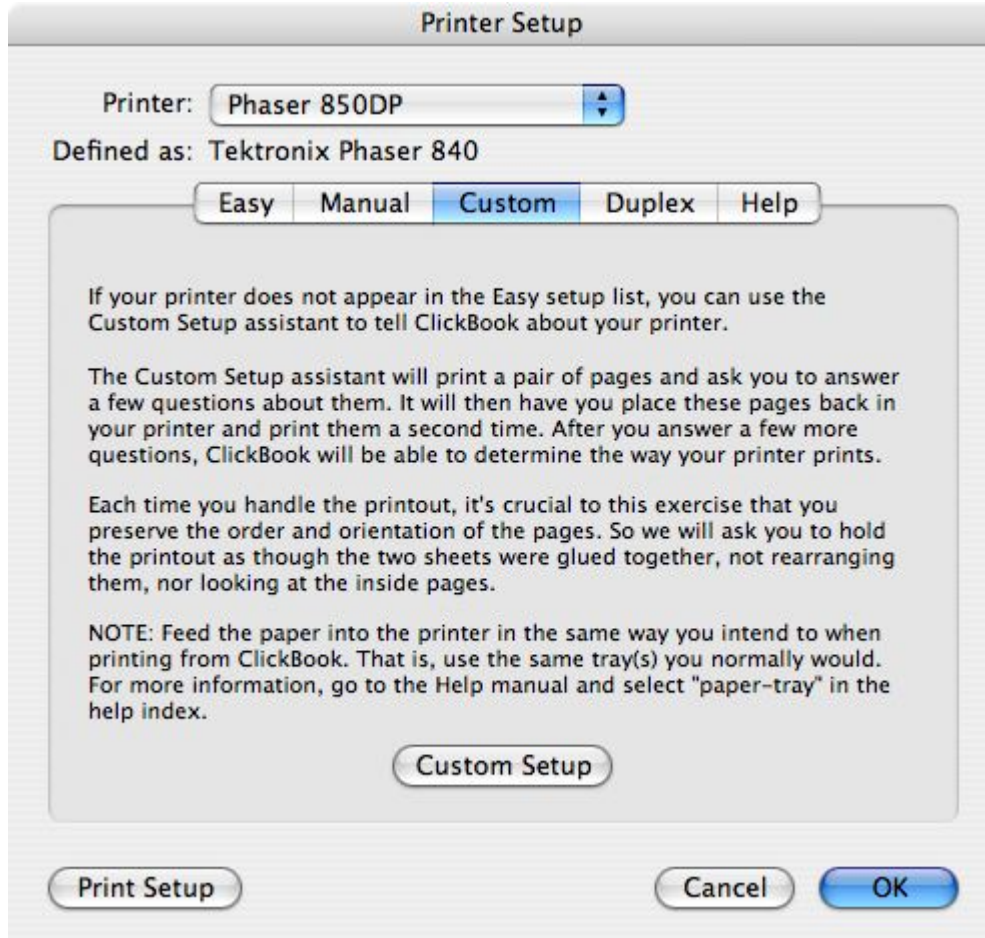 Printer Setup
Printer: Phaser 850DP
Defined as: Tektronix Phaser 840
Easy Manual Custom Duplex Help
If your printer does not appear in the Easy setup list, you can use the
Custom Setup assistant to tell ClickBook about your printer.
The Custom Setup assistant will print a pair of pages and ask you to answer
a few questions about them. It will then have you place these pages back in
your printer and print them a second time. After you answer a few more
questions, ClickBook will be able to determine the way your printer prints.
Each time you handle the printout, it's crucial to this exercise that you
preserve the order and orientation of the pages. So we will ask you to hold
the printout as though the two sheets were glued together, not rearranging
them, nor looking at the inside pages.
NOTE: Feed the paper into the printer in the same way you intend to when
printing from ClickBook. That is, use the same tray(s) you normally would.
For more information, go to the Help manual and select "paper-tray" in the
help index.
Custom Setup
Print Setup Cancel OK